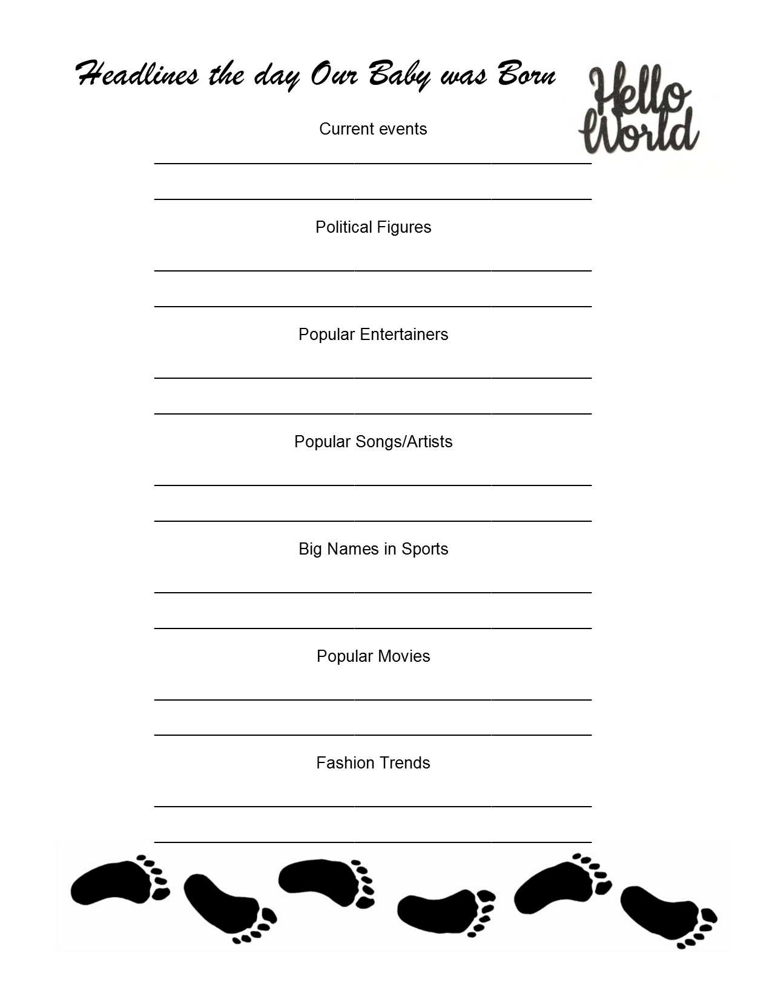 Headlines the day Our Baby was Born
Hello
World
Current events
Political Figures
Popular Entertainers
Popular Songs/Artists
Big Names in Sports
Popular Movies
Fashion Trends